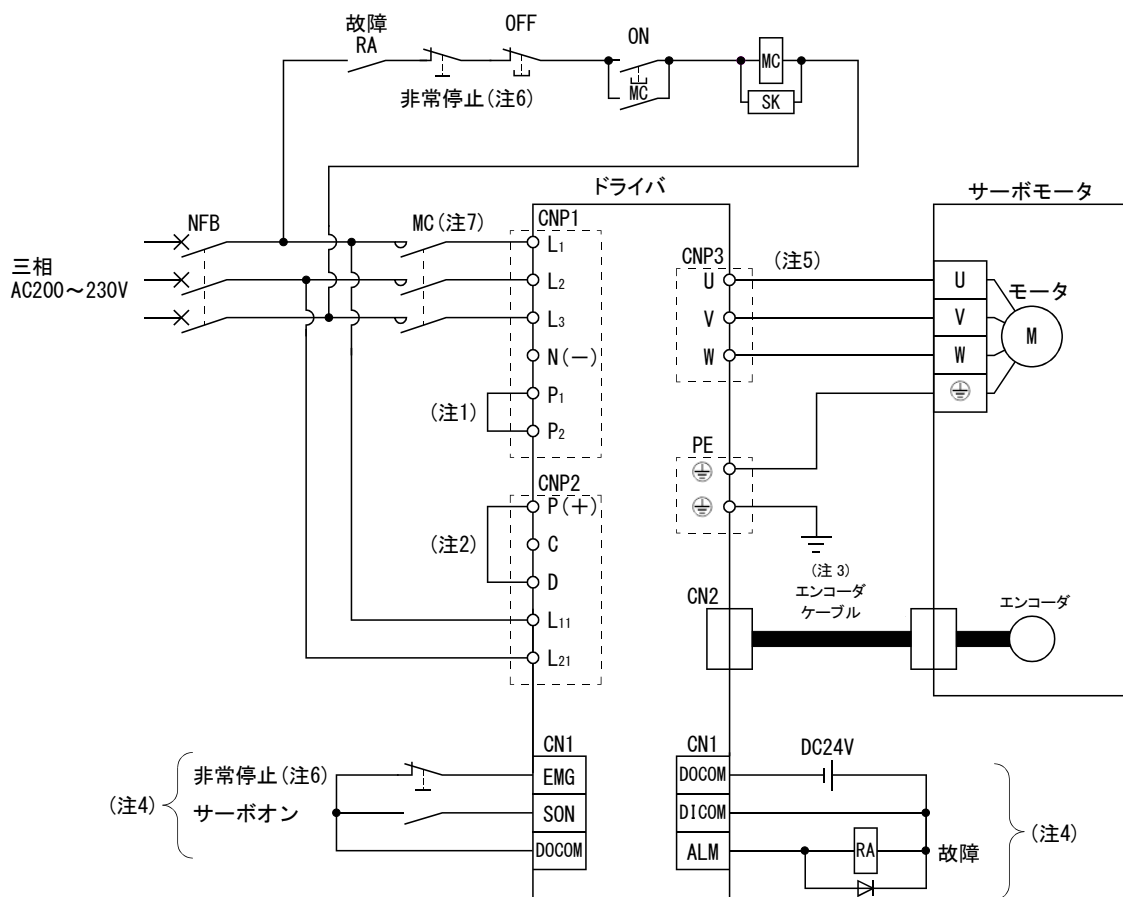 故障
RA
OFF
ON
MC
非常停止(注6)
MC
SK
ドライバ
サーボモータ
NFB
MC(注7)
CNP1
L1
CNP3
(注5)
三相
AC200～230V
L2
U
U
モータ
L3
V
V
M
N(－)
W
W
(注1)
P1
P2
PE
CNP2
P(＋)
(注2)
C
D
(注3)
エンコーダ
ケーブル
CN2
エンコーダ
L11
L21
CN1
CN1
DC24V
非常停止(注6)
EMG
DOCOM
(注4)
サーボオン
SON
DICOM
(注4)
DOCOM
ALM
RA
故障